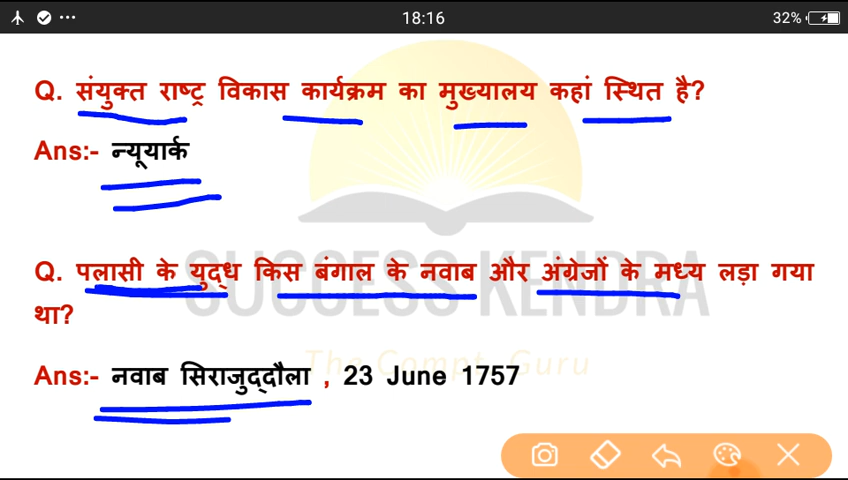 18:16
32%
Q. संयुक्त राष्ट्र विकास कार्यक्रम का मुख्यालय कहां स्थित है?
Ans:- न्यूयार्क
SUCCESS KENDRA
Q. पलासी के युद्ध किस बंगाल के नवाब और अंग्रेजों के मध्य लड़ा गया
था?
The Compt. Guru
Ans:- नवाब सिराजुद्दौला , 23 June 1757